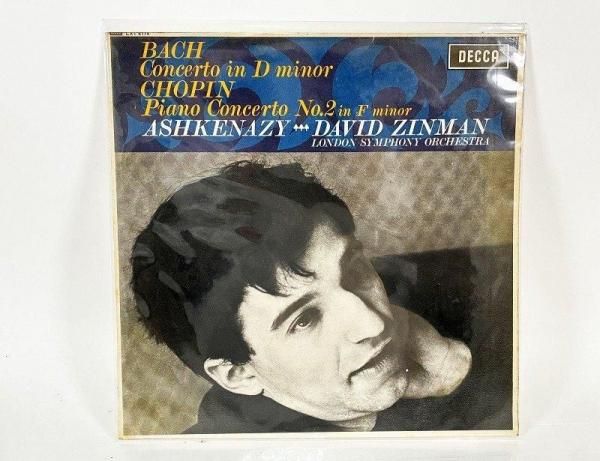 BACH
Concerto in D minor
CHOPIN
Piano Concerto No.2 in F minor
ASHKENAZY DAVID ZINMAN
LONDON SYMPHONY ORCHESTRA
DECCA